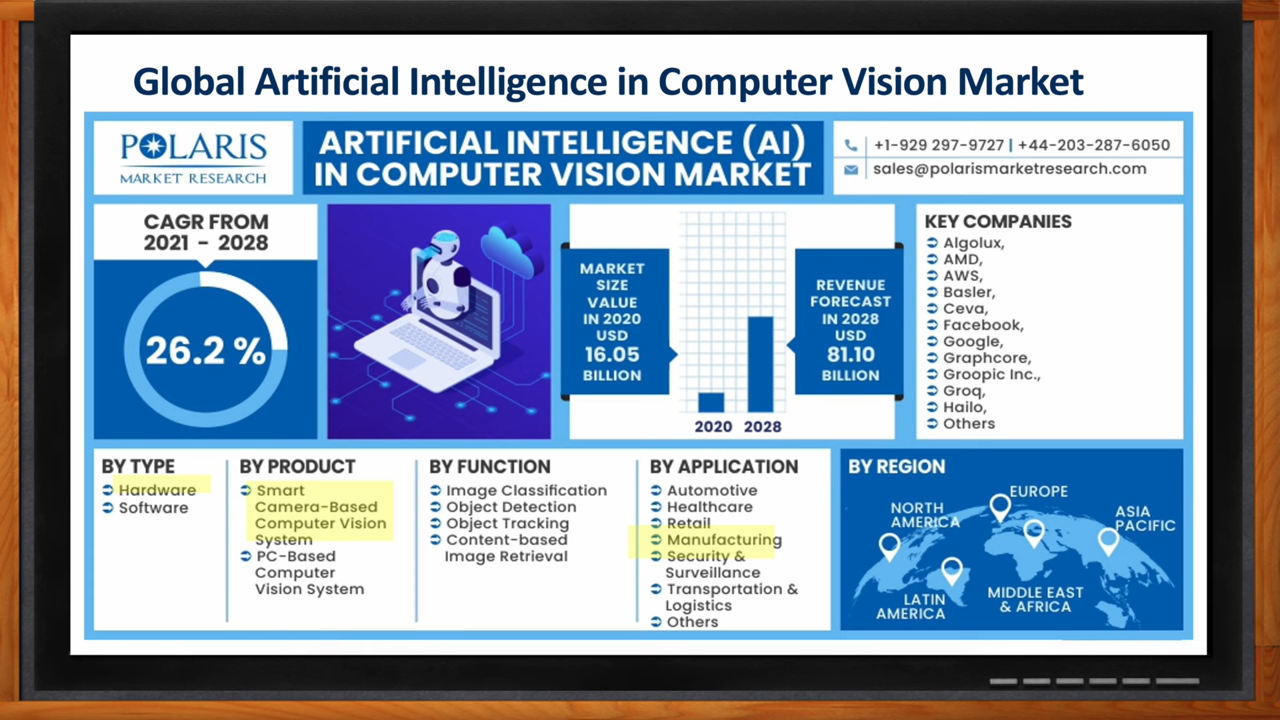 Global Artificial Intelligence in Computer Vision Market
POLARIS
MARKET RESEARCH
ARTIFICIAL INTELLIGENCE (AI)
IN COMPUTER VISION MARKET
+1-929 297-9727 | +44-203-287-6050
sales@polarismarketresearch.com
CAGR FROM
2021 - 2028
26.2 %
MARKET
SIZE
VALUE
IN 2020
USD
16.05
BILLION
2020 2028
REVENUE
FORECAST
IN 2028
USD
81.10
BILLION
KEY COMPANIES
Algolux,
AMD,
AWS,
Basler,
Ceva,
Facebook,
Google,
Graphcore,
Groopic Inc.,
Groq,
Hailo,
Others
BY TYPE
Hardware
Software
BY PRODUCT
Smart
Camera-Based
Computer Vision
System
PC-Based
Computer
Vision System
BY FUNCTION
Image Classification
Object Detection
Object Tracking
Content-based
Image Retrieval
BY APPLICATION
Automotive
Healthcare
Retail
Manufacturing
Security &
Surveillance
Transportation &
Logistics
Others
BY REGION
NORTH
AMERICA
EUROPE
ASIA
PACIFIC
LATIN
AMERICA
MIDDLE EAST
& AFRICA